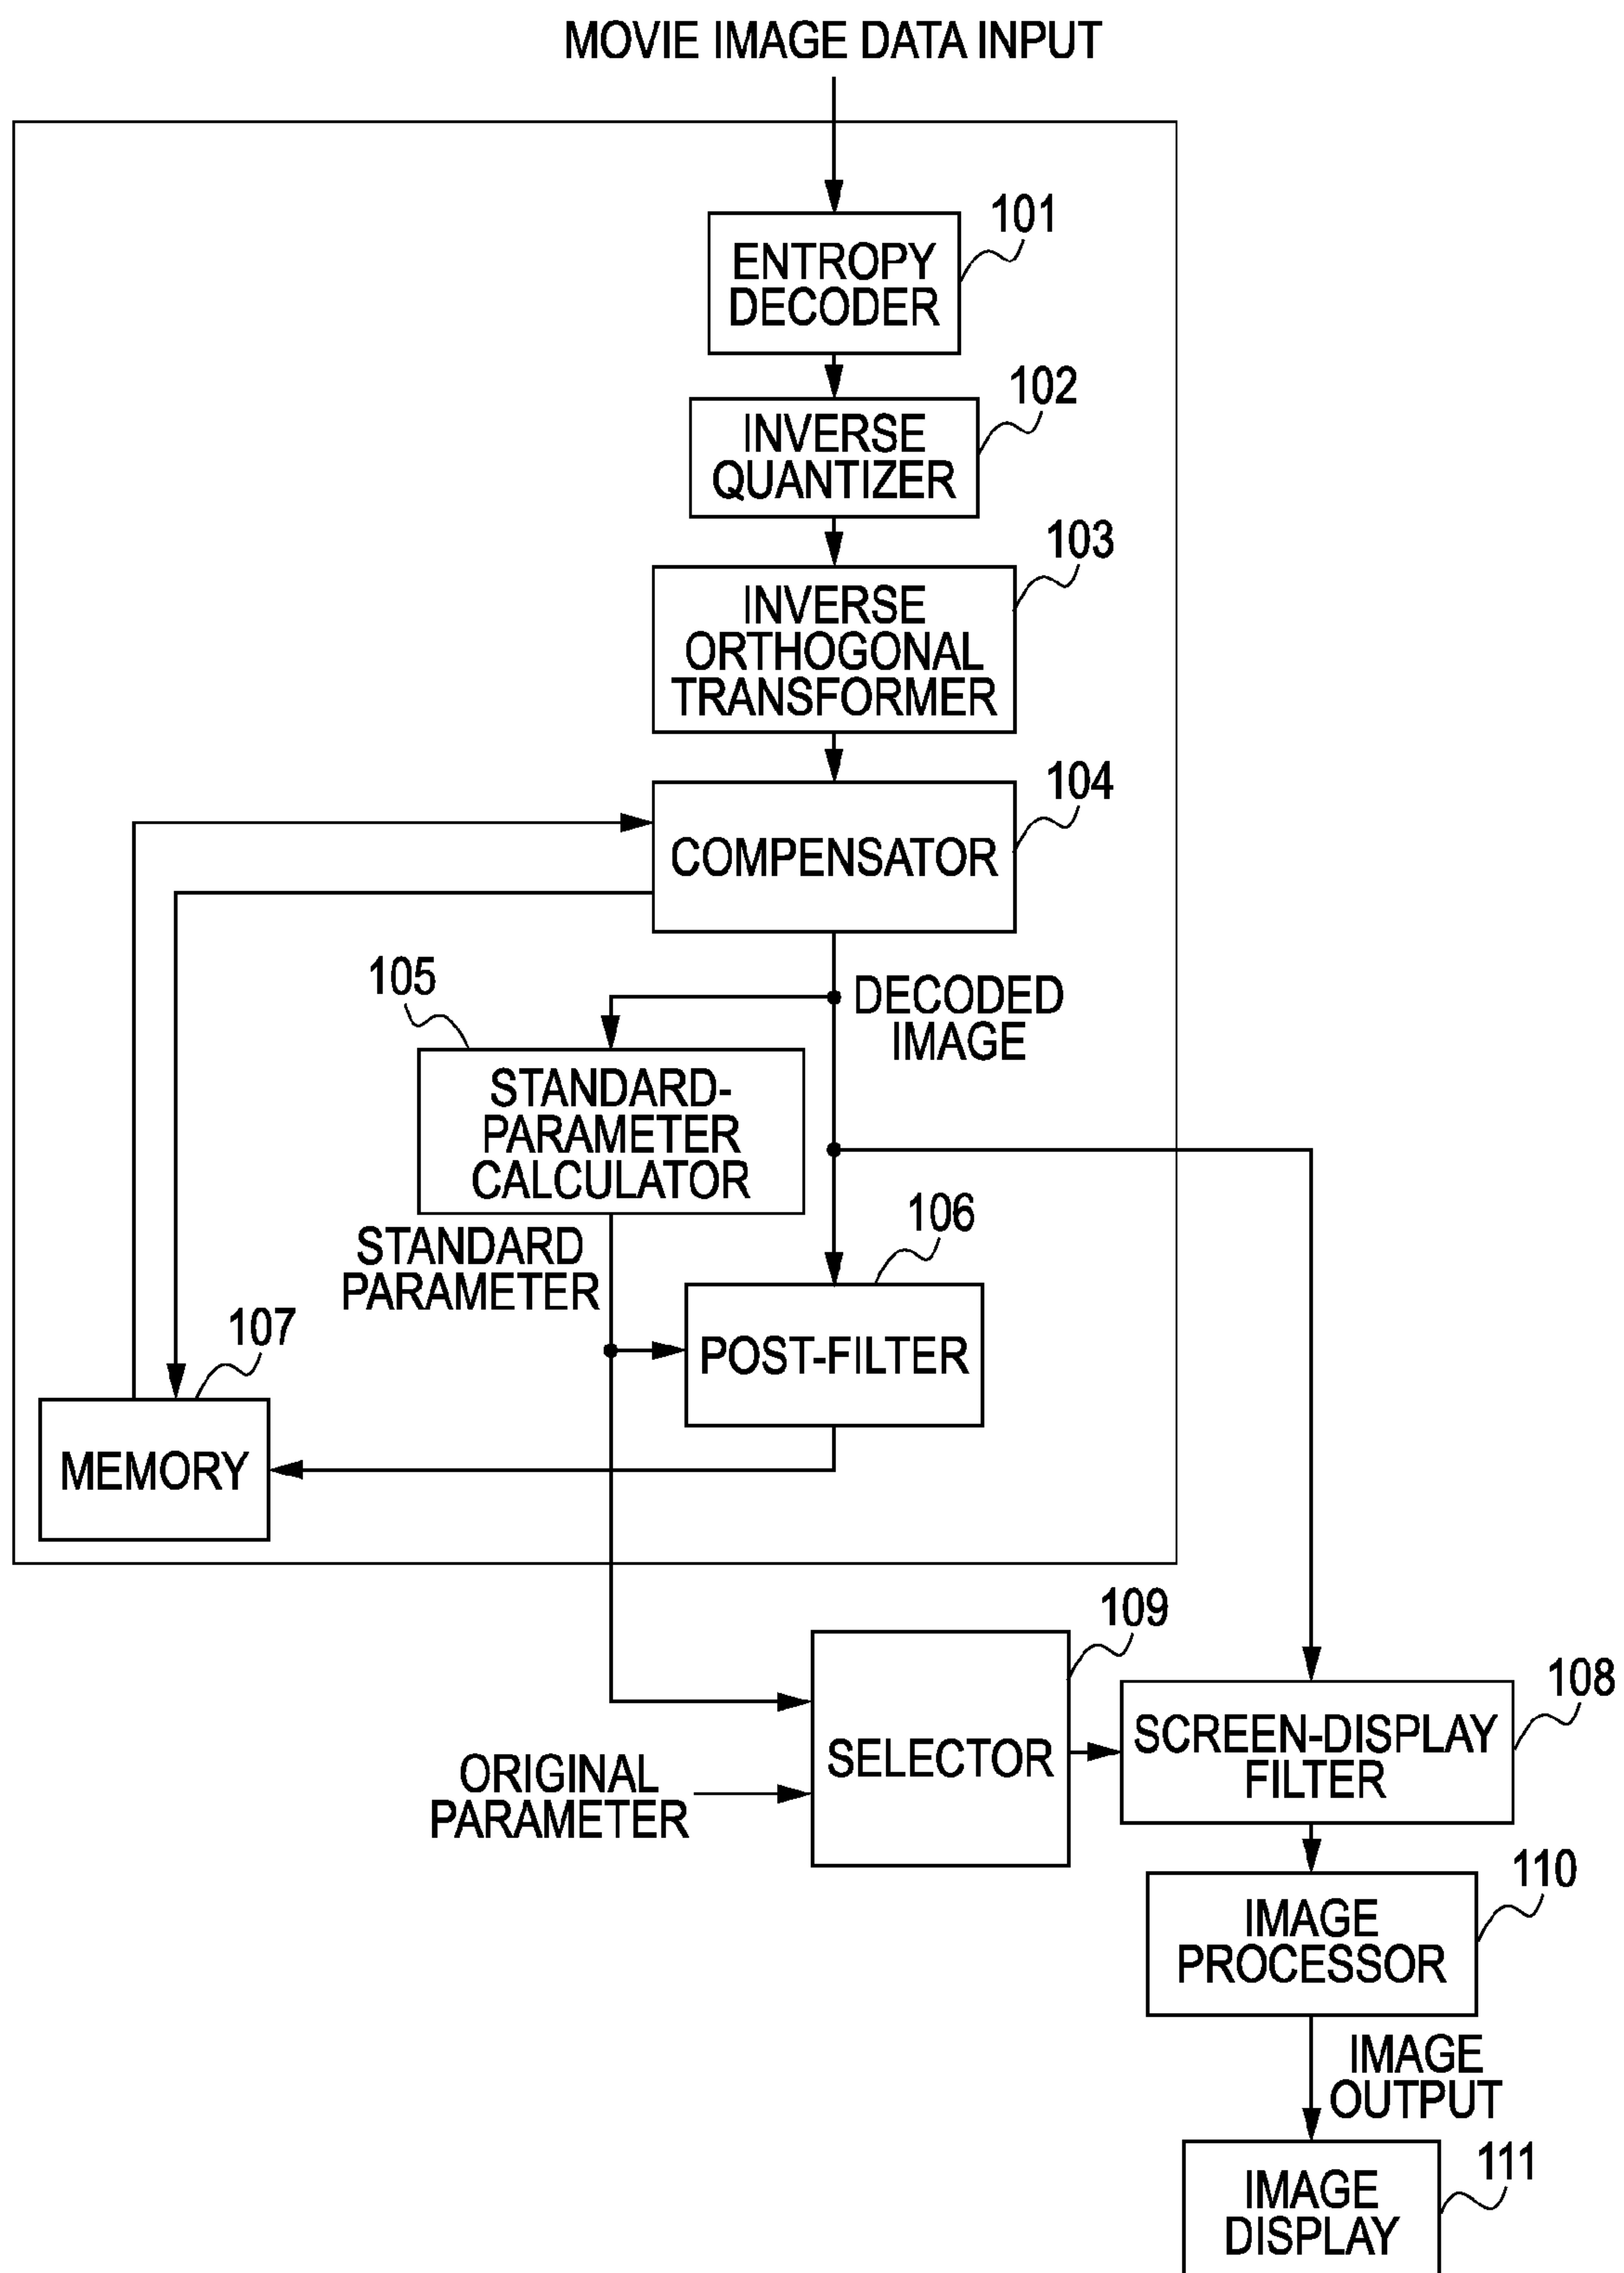 MOVIE IMAGE DATA INPUT
101
ENTROPY
DECODER
102
INVERSE
QUANTIZER
103
INVERSE
ORTHOGONAL
TRANSFORMER
104
COMPENSATOR
105
DECODED
IMAGE
STANDARD-
PARAMETER
CALCULATOR
106
STANDARD
PARAMETER
107
POST-FILTER
MEMORY
109
108
SELECTOR
SCREEN-DISPLAY
FILTER
ORIGINAL
PARAMETER
110
IMAGE
PROCESSOR
IMAGE
OUTPUT
111
IMAGE
DISPLAY